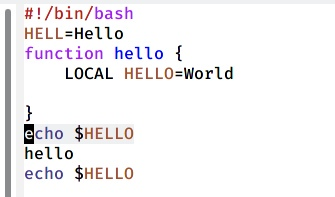 #!/bin/bash
HELL=Hello
function hello {
    LOCAL HELLO=World

}
echo $HELLO
hello
echo $HELLO